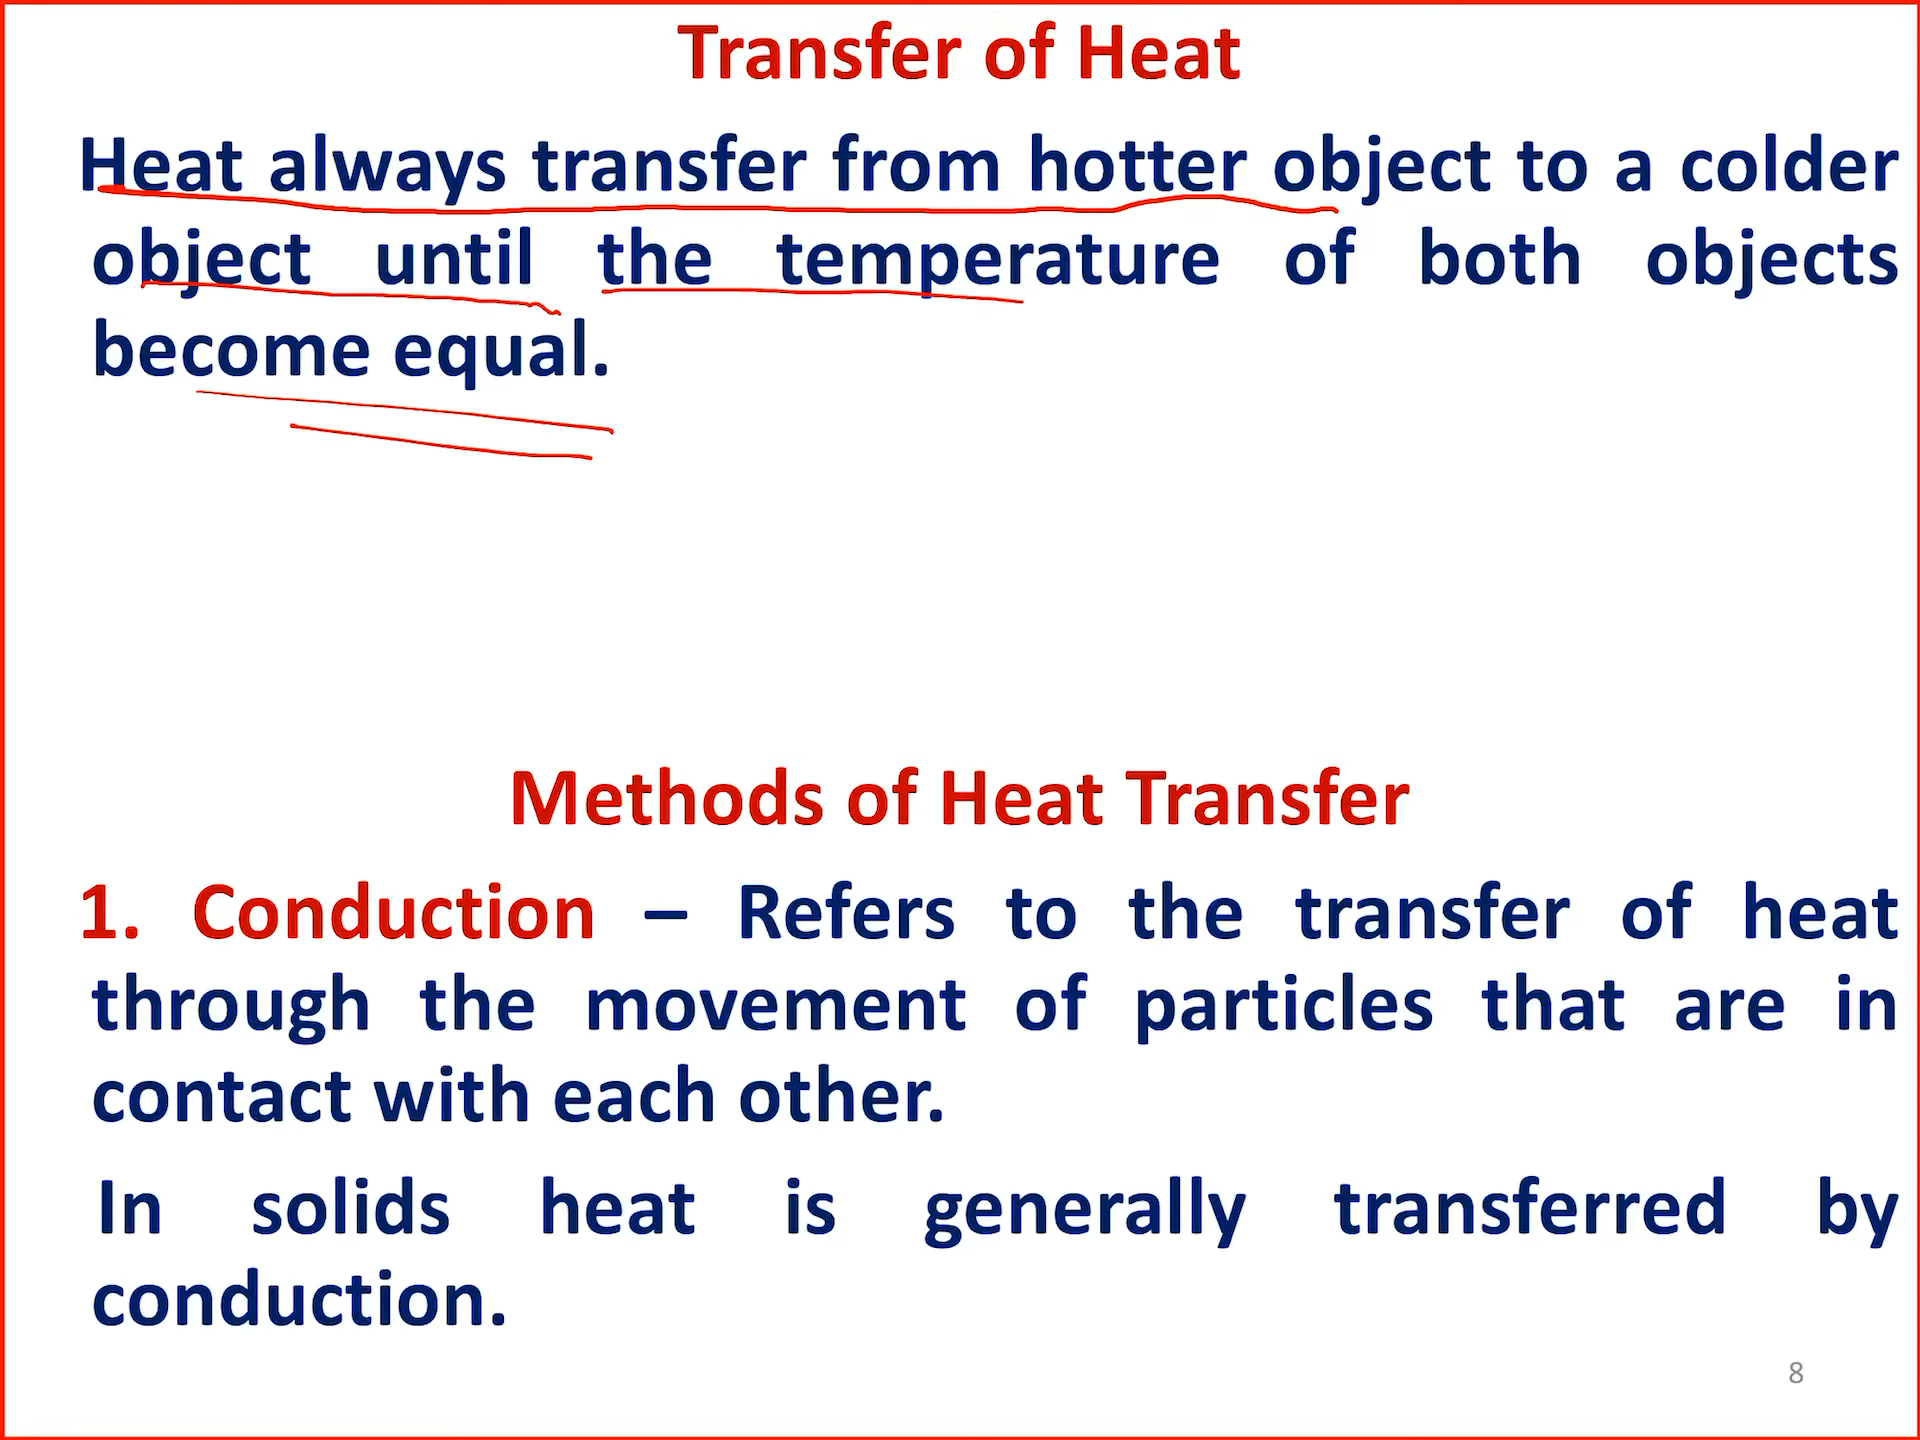 Transfer of Heat
Heat always transfer from hotter object to a colder
object until the temperature of both objects
become equal.
Methods of Heat Transfer
1. Conduction – Refers to the transfer of heat
through the movement of particles that are in
contact with each other.
In solids heat is generally transferred by
conduction.
8